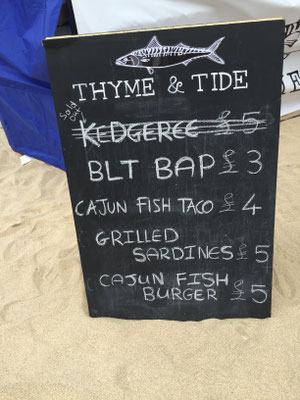 THYME & TIDE
Sold Out
KEDGEREE £5
BLT BAP £3
CAJUN FISH TACO £4
GRILLED
SARDINES £5
CAJUN FISH
BURGER £5